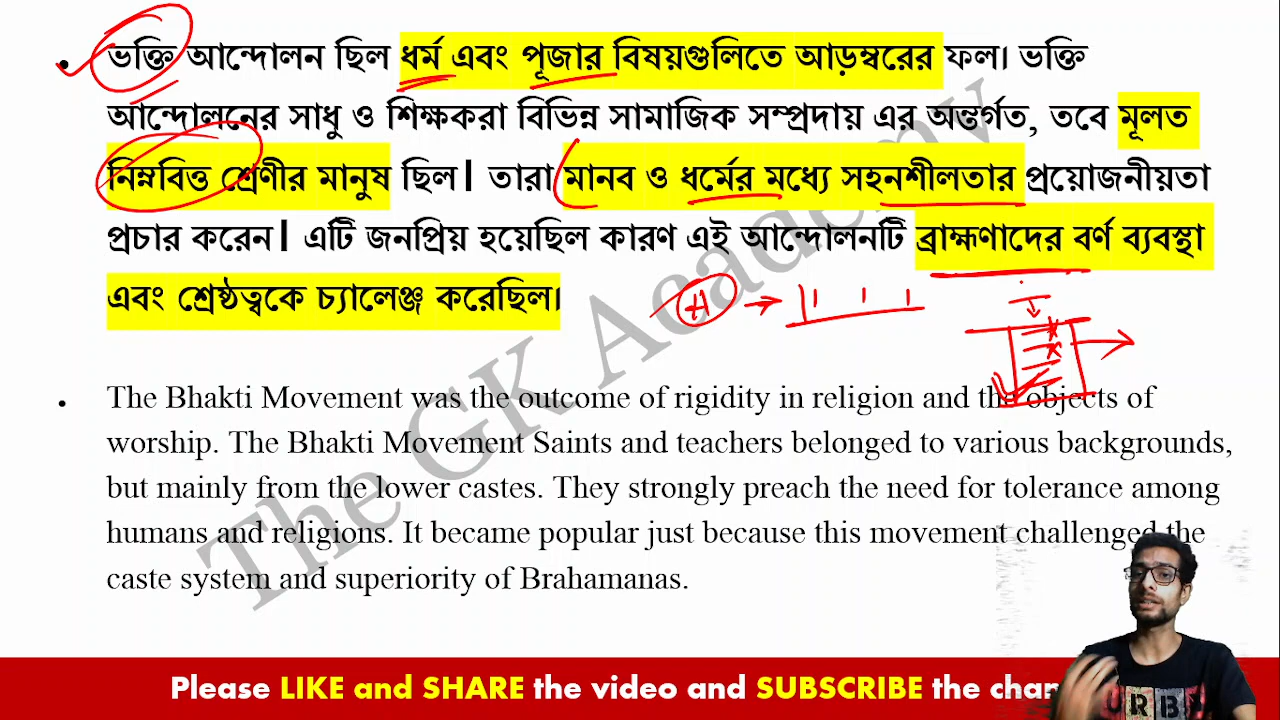 ভক্তি আন্দোলন ছিল ধর্ম এবং পূজার বিষয়গুলিতে আড়ম্বরের ফল। ভক্তি
আন্দোলনের সাধু ও শিক্ষকরা বিভিন্ন সামাজিক সম্প্রদায় এর অন্তর্গত, তবে মূলত
নিম্নবিত্ত শ্রেণীর মানুষ ছিল। তারা মানব ও ধর্মের মধ্যে সহনশীলতার প্রয়োজনীয়তা
প্রচার করেন। এটি জনপ্রিয় হয়েছিল কারণ এই আন্দোলনটি ব্রাহ্মণাদের বর্ণ ব্যবস্থা
এবং শ্রেষ্ঠত্বকে চ্যালেঞ্জ করেছিল।
H
The GK Academy
The Bhakti Movement was the outcome of rigidity in religion and the objects of
worship. The Bhakti Movement Saints and teachers belonged to various backgrounds,
but mainly from the lower castes. They strongly preach the need for tolerance among
humans and religions. It became popular just because this movement challenged the
caste system and superiority of Brahamanas.
Please LIKE and SHARE the video and SUBSCRIBE the